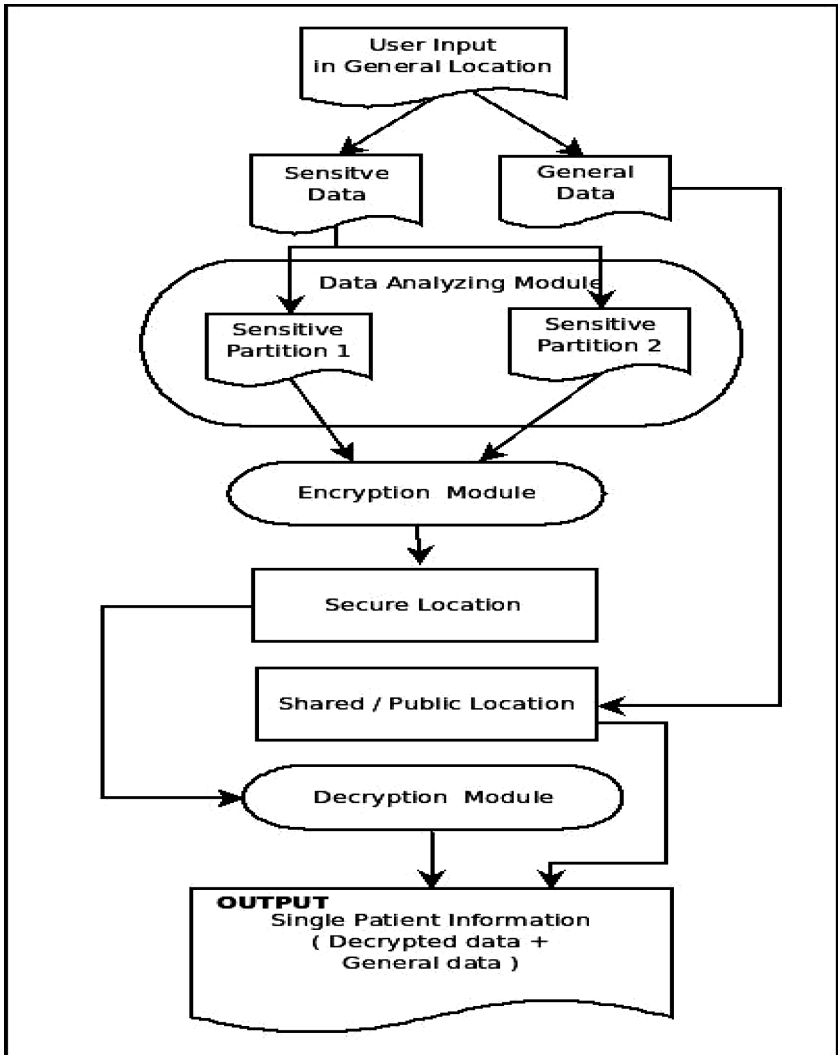 User Input
in General Location
Sensitve
Data
General
Data
Data Analyzing Module
Sensitive
Partition 1
Sensitive
Partition 2
Encryption Module
Secure Location
Shared / Public Location
Decryption Module
OUTPUT
Single Patient Information
( Decrypted data +
General data )